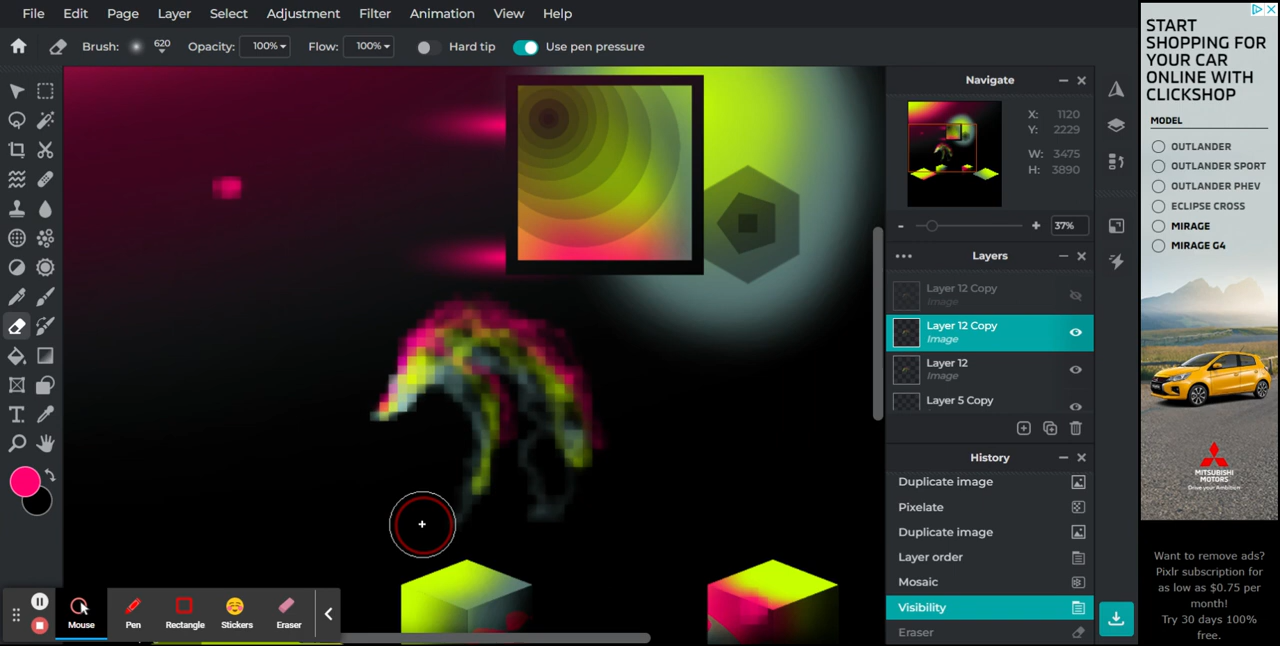 File Edit Page Layer Select Adjustment Filter Animation View Help
Brush: 620 Opacity: 100% Flow: 100% Hard tip Use pen pressure
Navigate
X: 1120
Y: 2229
W: 3475
H: 3890
37%
Layers
Layer 12 Copy
Image
Layer 12 Copy
Image
Layer 12
Image
Layer 5 Copy
History
Duplicate image
Pixelate
Duplicate image
Layer order
Mosaic
Visibility
Eraser
Mouse Pen Rectangle Stickers Eraser
START
SHOPPING FOR
YOUR CAR
ONLINE WITH
CLICKSHOP
MODEL
OUTLANDER
OUTLANDER SPORT
OUTLANDER PHEV
ECLIPSE CROSS
MIRAGE
MIRAGE G4
MITSUBISHI
MOTORS
Drive your Ambition
Want to remove ads?
Pixlr subscription for
as low as $0.75 per
month!
Try 30 days 100%
free.